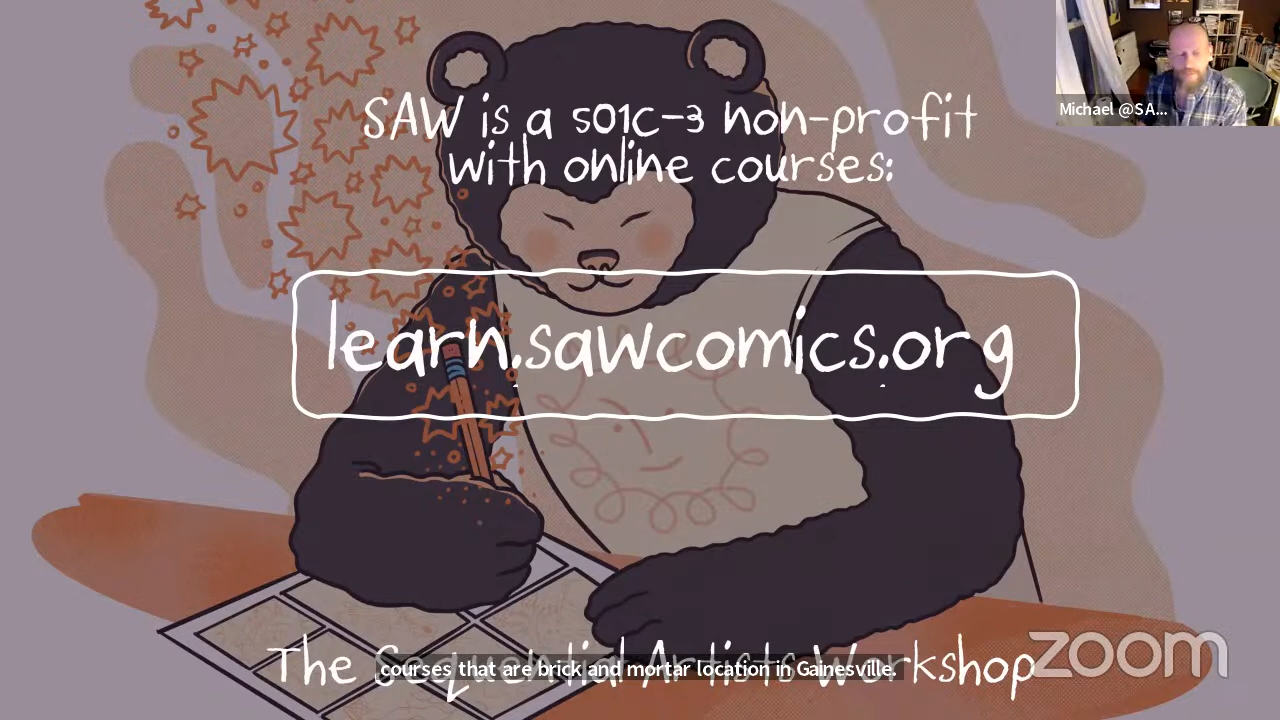 SAW is a 501c-3 non-profit
with online courses:
Michael @SA...
learn.sawcomics.org
The Sequential Artists Workshop
courses that are brick and mortar location in Gainesville.
zoom